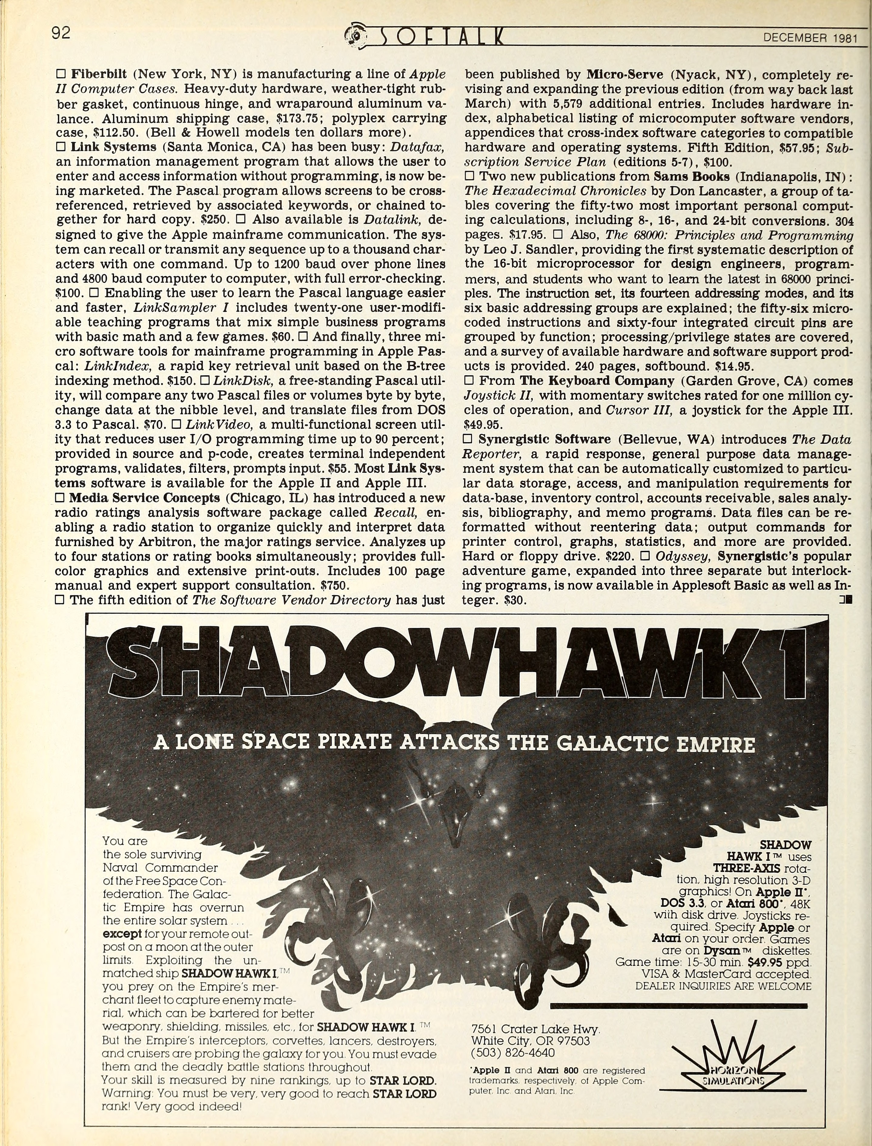 92
SOFTALK
DECEMBER 1981
☐ Fiberbilt (New York, NY) is manufacturing a line of Apple
II Computer Cases. Heavy-duty hardware, weather-tight rub-
ber gasket, continuous hinge, and wraparound aluminum va-
lance. Aluminum shipping case, $173.75; polyplex carrying
case, $112.50. (Bell & Howell models ten dollars more).
☐ Link Systems (Santa Monica, CA) has been busy: Datafax,
an information management program that allows the user to
enter and access information without programming, is now be-
ing marketed. The Pascal program allows screens to be cross-
referenced, retrieved by associated keywords, or chained to-
gether for hard copy. $250. ☐ Also available is Datalink, de-
signed to give the Apple mainframe communication. The sys-
tem can recall or transmit any sequence up to a thousand char-
acters with one command. Up to 1200 baud over phone lines
and 4800 baud computer to computer, with full error-checking.
$100. ☐ Enabling the user to learn the Pascal language easier
and faster, LinkSampler I includes twenty-one user-modifi-
able teaching programs that mix simple business programs
with basic math and a few games. $60. ☐ And finally, three mi-
cro software tools for mainframe programming in Apple Pas-
cal: LinkIndex, a rapid key retrieval unit based on the B-tree
indexing method. $150. ☐ LinkDisk, a free-standing Pascal util-
ity, will compare any two Pascal files or volumes byte by byte,
change data at the nibble level, and translate files from DOS
3.3 to Pascal. $70. ☐ LinkVideo, a multi-functional screen util-
ity that reduces user I/O programming time up to 90 percent;
provided in source and p-code, creates terminal independent
programs, validates, filters, prompts input. $55. Most Link Sys-
tems software is available for the Apple II and Apple III.
☐ Media Service Concepts (Chicago, IL) has introduced a new
radio ratings analysis software package called Recall, en-
abling a radio station to organize quickly and interpret data
furnished by Arbitron, the major ratings service. Analyzes up
to four stations or rating books simultaneously; provides full-
color graphics and extensive print-outs. Includes 100 page
manual and expert support consultation. $750.
☐ The fifth edition of The Software Vendor Directory has just
been published by Micro-Serve (Nyack, NY), completely re-
vising and expanding the previous edition (from way back last
March) with 5,579 additional entries. Includes hardware in-
dex, alphabetical listing of microcomputer software vendors,
appendices that cross-index software categories to compatible
hardware and operating systems. Fifth Edition, $57.95; Sub-
scription Service Plan (editions 5-7), $100.
☐ Two new publications from Sams Books (Indianapolis, IN):
The Hexadecimal Chronicles by Don Lancaster, a group of ta-
bles covering the fifty-two most important personal comput-
ing calculations, including 8-, 16-, and 24-bit conversions. 304
pages. $17.95. ☐ Also, The 68000: Principles and Programming
by Leo J. Sandler, providing the first systematic description of
the 16-bit microprocessor for design engineers, program-
mers, and students who want to learn the latest in 68000 princi-
ples. The instruction set, its fourteen addressing modes, and its
six basic addressing groups are explained; the fifty-six micro-
coded instructions and sixty-four integrated circuit pins are
grouped by function; processing/privilege states are covered,
and a survey of available hardware and software support prod-
ucts is provided. 240 pages, softbound. $14.95.
☐ From The Keyboard Company (Garden Grove, CA) comes
Joystick II, with momentary switches rated for one million cy-
cles of operation, and Cursor III, a joystick for the Apple III.
$49.95.
☐ Synergistic Software (Bellevue, WA) introduces The Data
Reporter, a rapid response, general purpose data manage-
ment system that can be automatically customized to particu-
lar data storage, access, and manipulation requirements for
data-base, inventory control, accounts receivable, sales analy-
sis, bibliography, and memo programs. Data files can be re-
formatted without reentering data; output commands for
printer control, graphs, statistics, and more are provided.
Hard or floppy drive. $220. ☐ Odyssey, Synergistic's popular
adventure game, expanded into three separate but interlock-
ing programs, is now available in Applesoft Basic as well as In-
teger. $30.
SHADOWHAWK 1
A LONE SPACE PIRATE ATTACKS THE GALACTIC EMPIRE
You are
the sole surviving
Naval Commander
of the Free Space Con-
federation. The Galac-
tic Empire has overrun
the entire solar system . . .
except for your remote out-
post on a moon at the outer
limits. Exploiting the un-
matched ship SHADOW HAWK I,™
you prey on the Empire's mer-
chant fleet to capture enemy mate-
rial, which can be bartered for better
weaponry, shielding, missiles, etc., for SHADOW HAWK I.™
But the Empire's interceptors, corvettes, lancers, destroyers,
and cruisers are probing the galaxy for you. You must evade
them and the deadly battle stations throughout.
Your skill is measured by nine rankings, up to STAR LORD.
Warning: You must be very, very good to reach STAR LORD
rank! Very good indeed!
SHADOW
HAWK I™ uses
THREE-AXIS rota-
tion, high resolution 3-D
graphics! On Apple II*,
DOS 3.3, or Atari 800*, 48K
with disk drive. Joysticks re-
quired. Specify Apple or
Atari on your order. Games
are on Dysan™ diskettes.
Game time: 15-30 min. $49.95 ppd.
VISA & MasterCard accepted.
DEALER INQUIRIES ARE WELCOME
7561 Crater Lake Hwy.
White City, OR 97503
(503) 826-4640
*Apple II and Atari 800 are registered
trademarks, respectively, of Apple Com-
puter, Inc. and Atari, Inc.
HORIZON
SIMULATIONS